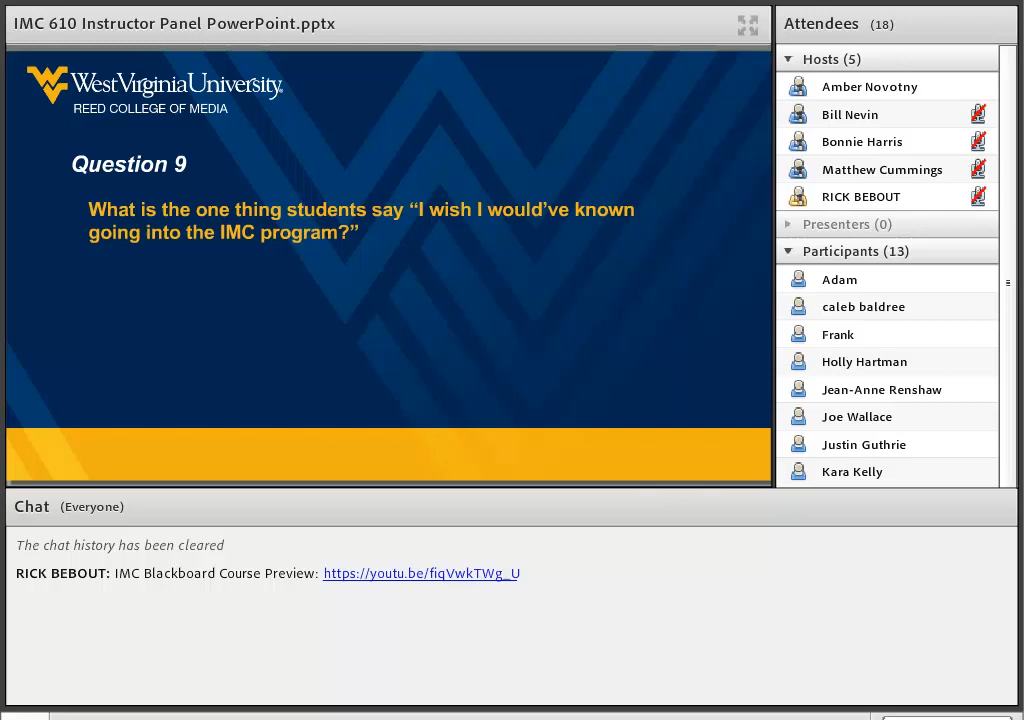 IMC 610 Instructor Panel PowerPoint.pptx
WestVirginiaUniversity®
REED COLLEGE OF MEDIA
Question 9
What is the one thing students say “I wish I would’ve known
going into the IMC program?”
Attendees (18)
Hosts (5)
Amber Novotny
Bill Nevin
Bonnie Harris
Matthew Cummings
RICK BEBOUT
Presenters (0)
Participants (13)
Adam
caleb baldree
Frank
Holly Hartman
Jean-Anne Renshaw
Joe Wallace
Justin Guthrie
Kara Kelly
Chat (Everyone)
The chat history has been cleared
RICK BEBOUT: IMC Blackboard Course Preview: https://youtu.be/fiqVwkTWg_U